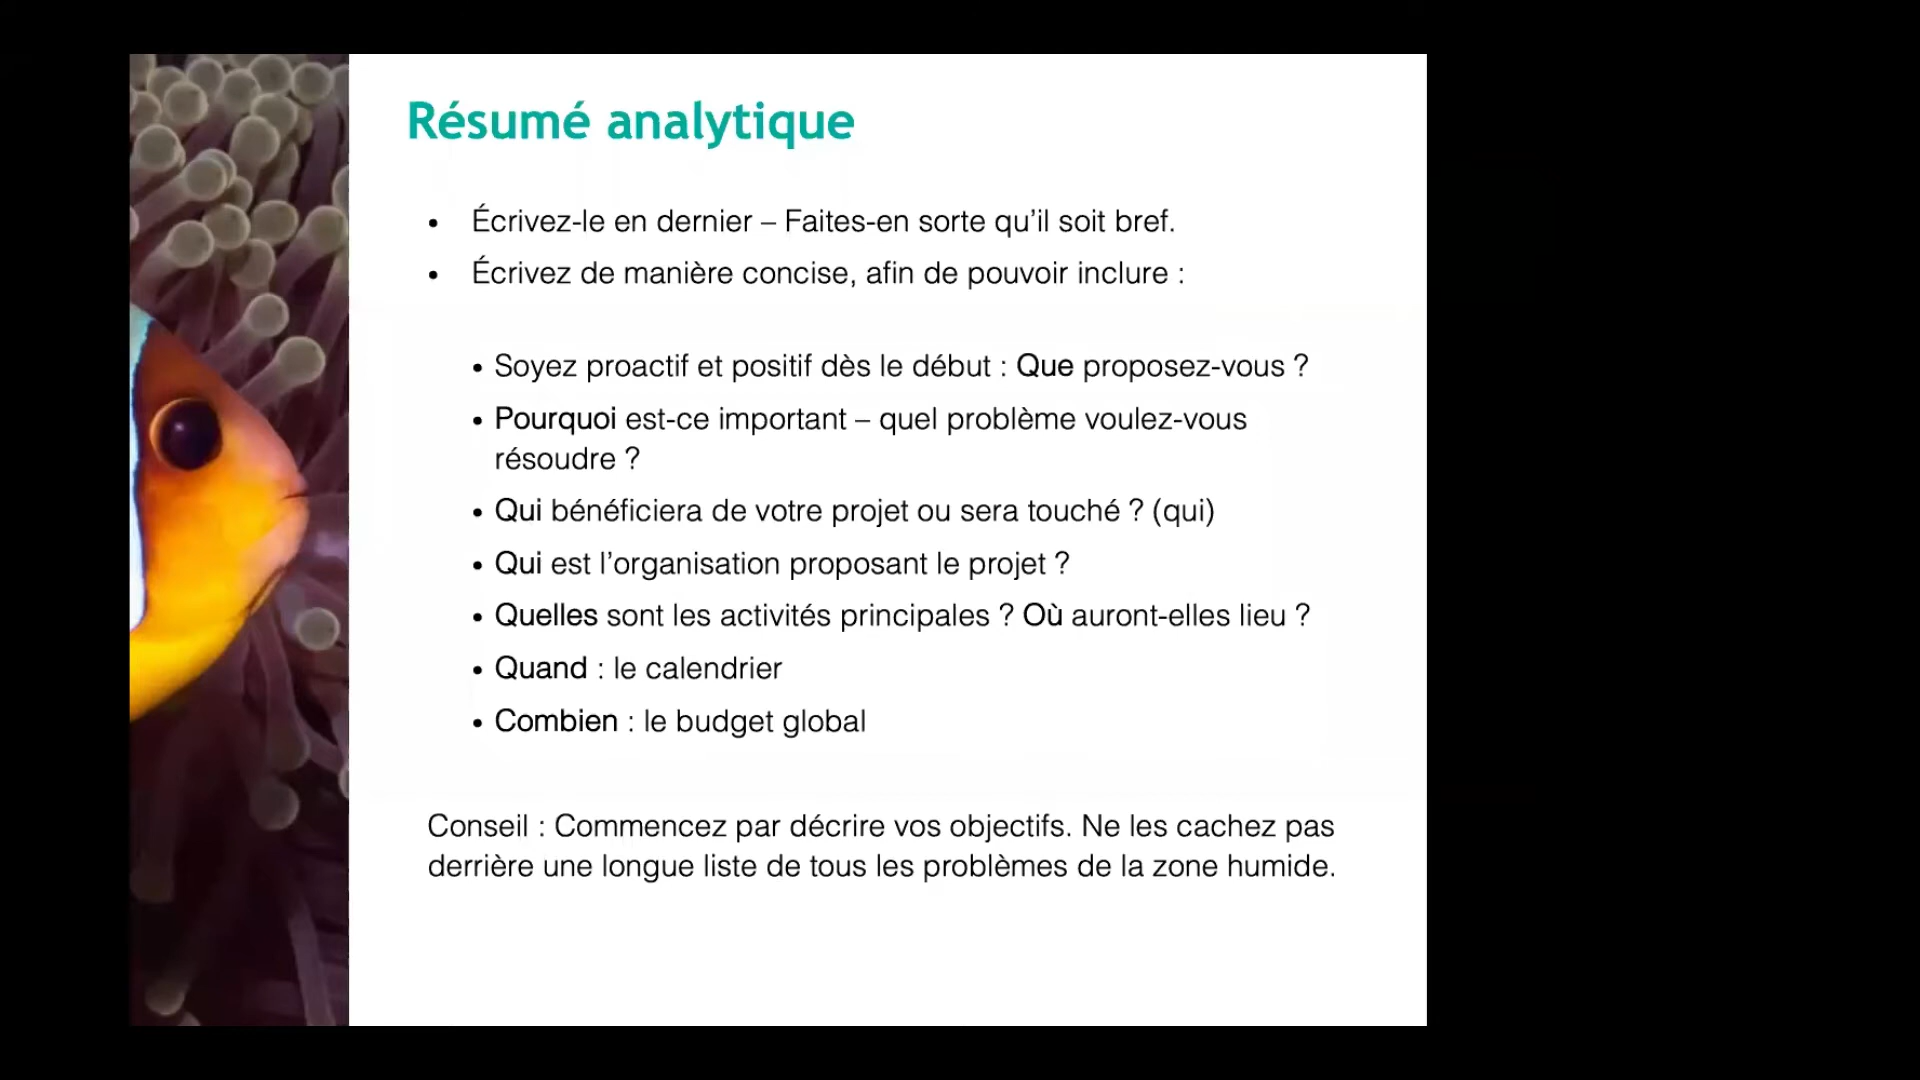 Résumé analytique
• Écrivez-le en dernier – Faites-en sorte qu’il soit bref.
• Écrivez de manière concise, afin de pouvoir inclure :
• Soyez proactif et positif dès le début : Que proposez-vous ?
• Pourquoi est-ce important – quel problème voulez-vous
résoudre ?
• Qui bénéficiera de votre projet ou sera touché ? (qui)
• Qui est l’organisation proposant le projet ?
• Quelles sont les activités principales ? Où auront-elles lieu ?
• Quand : le calendrier
• Combien : le budget global
Conseil : Commencez par décrire vos objectifs. Ne les cachez pas
derrière une longue liste de tous les problèmes de la zone humide.